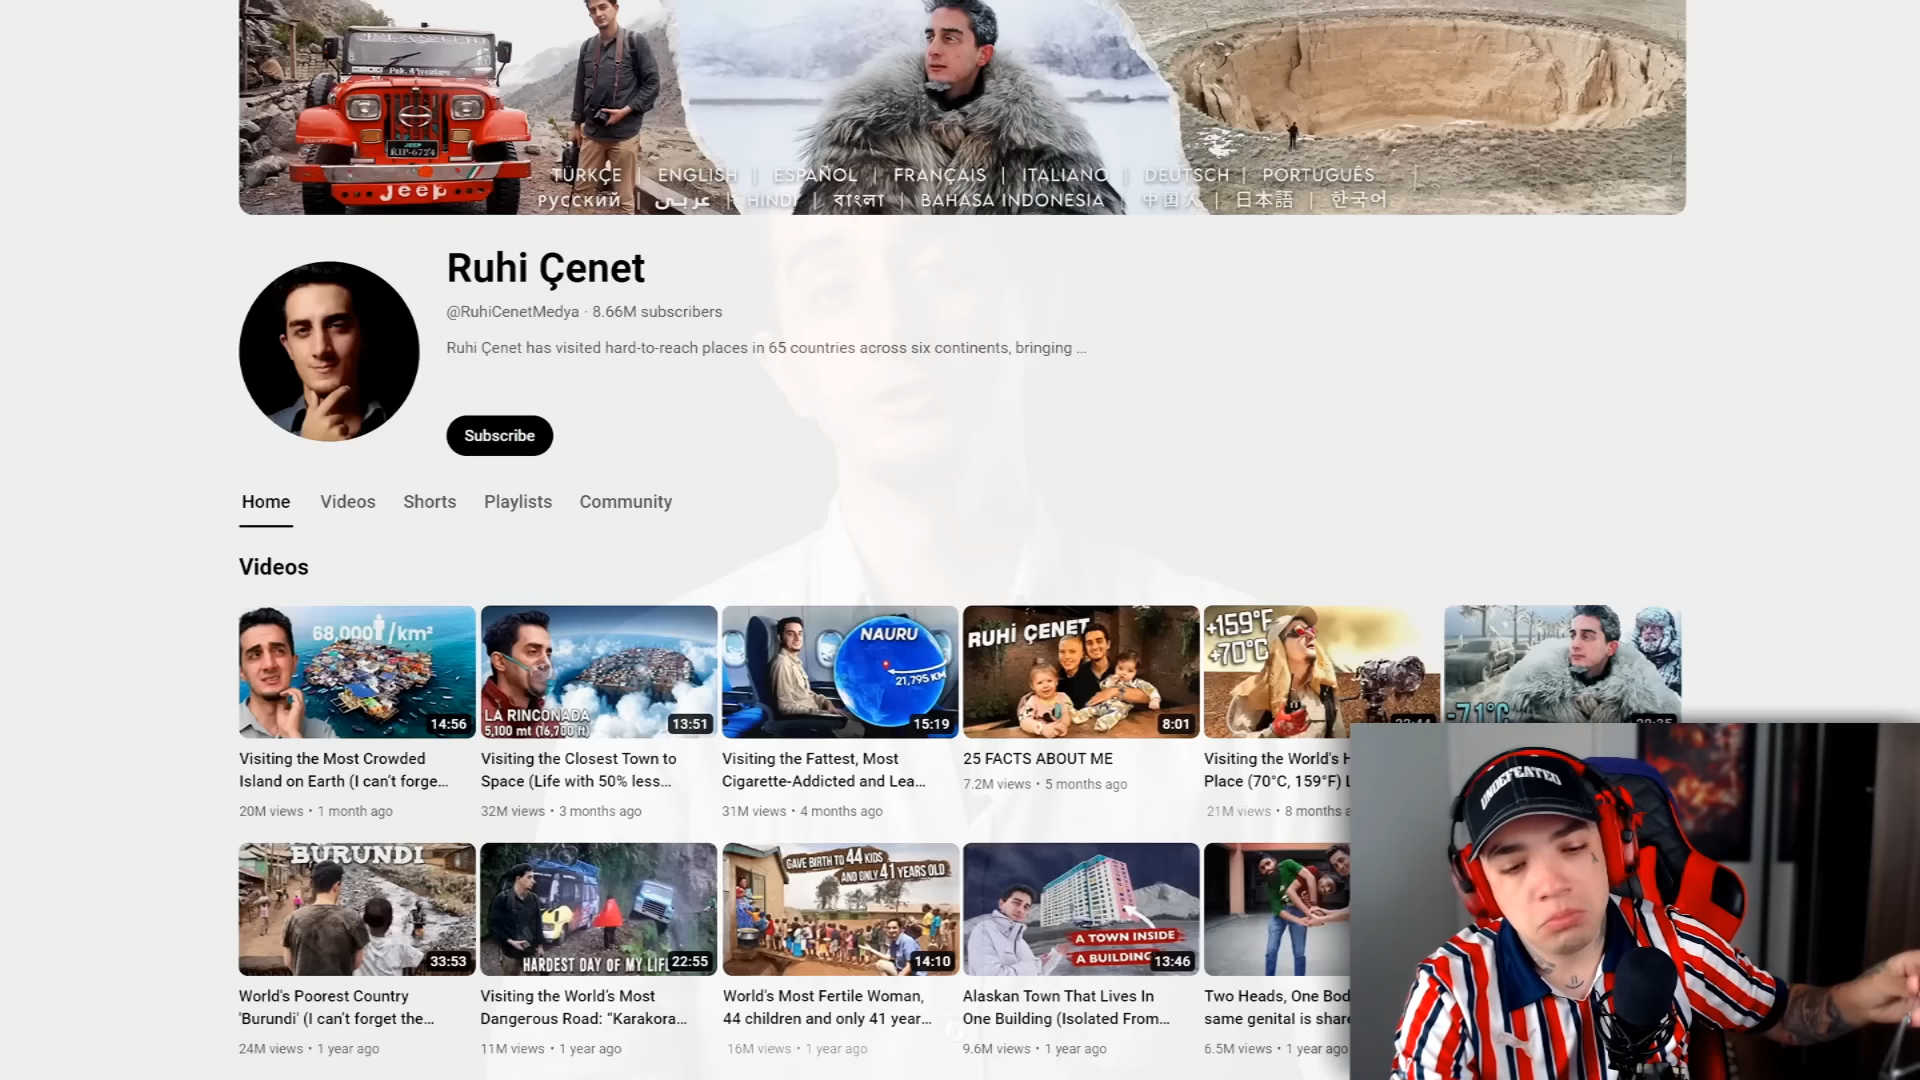 Pak. 4'Venture
JEEP
RIP-6724
Jeep
TÜRKÇE | ENGLISH | ESPAÑOL | FRANÇAIS | ITALIANO | DEUTSCH | PORTUGUÊS |
РУССКИЙ | عربي | HINDI | বাংলা | BAHASA INDONESIA | 中国人 | 日本語 | 한국어
Ruhi Çenet
@RuhiCenetMedya · 8.66M subscribers
Ruhi Çenet has visited hard-to-reach places in 65 countries across six continents, bringing ...
Subscribe
Home Videos Shorts Playlists Community
Videos
68,000/km²
14:56
LA RINCONADA
5,100 mt (16,700 ft)
13:51
NAURU
21,795 KM
15:19
RUHİ ÇENET
8:01
+159°F
+70°C
-71°C
Visiting the Most Crowded
Island on Earth (I can't forge...
20M views • 1 month ago
Visiting the Closest Town to
Space (Life with 50% less...
32M views • 3 months ago
Visiting the Fattest, Most
Cigarette-Addicted and Lea...
31M views • 4 months ago
25 FACTS ABOUT ME
7.2M views • 5 months ago
Visiting the World's H
Place (70°C, 159°F) L
21M views • 8 months a
UNDEFEATED
BURUNDI
33:53
HARDEST DAY OF MY LIFE
22:55
GAVE BIRTH TO 44 KIDS
AND ONLY 41 YEARS OLD
14:10
A TOWN INSIDE
A BUILDING
13:46
World's Poorest Country
'Burundi' (I can't forget the...
24M views • 1 year ago
Visiting the World's Most
Dangerous Road: “Karakora...
11M views • 1 year ago
World's Most Fertile Woman,
44 children and only 41 year...
16M views • 1 year ago
Alaskan Town That Lives In
One Building (Isolated From...
9.6M views • 1 year ago
Two Heads, One Bod
same genital is share
6.5M views • 1 year ago